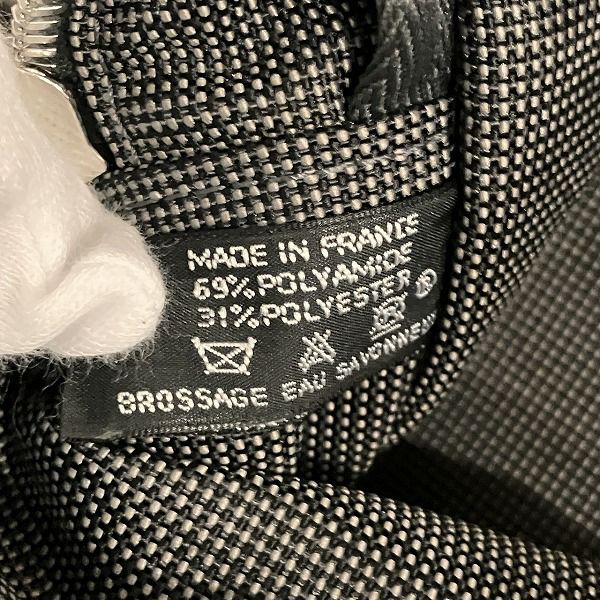 MADE IN FRANCE
69%POLYAMIDE
31%POLYESTER
BROSSAGE EAU SAVONNEUSE